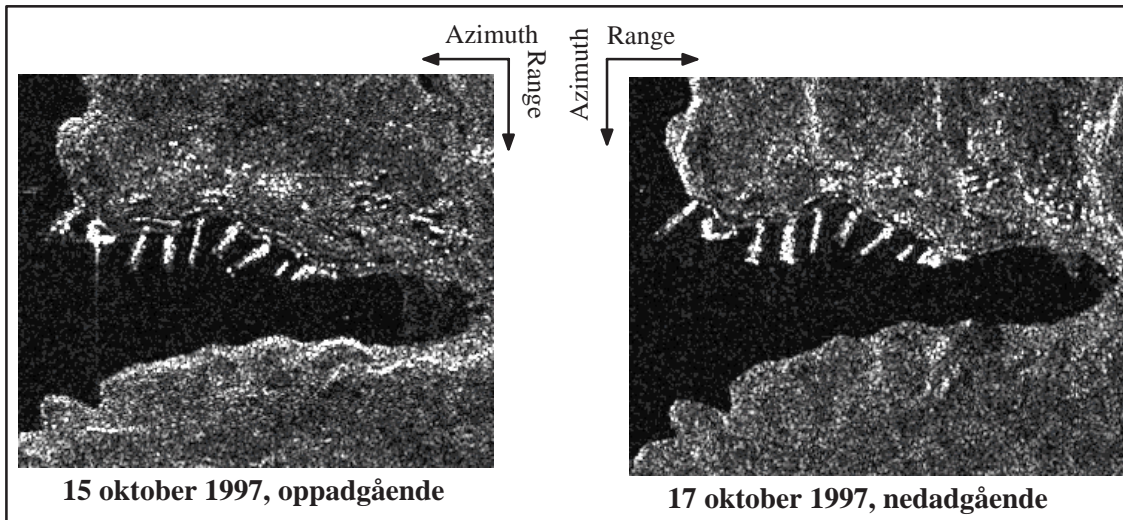 Azimuth
Range
Azimuth
Range
15 oktober 1997, oppadgående
17 oktober 1997, nedadgående